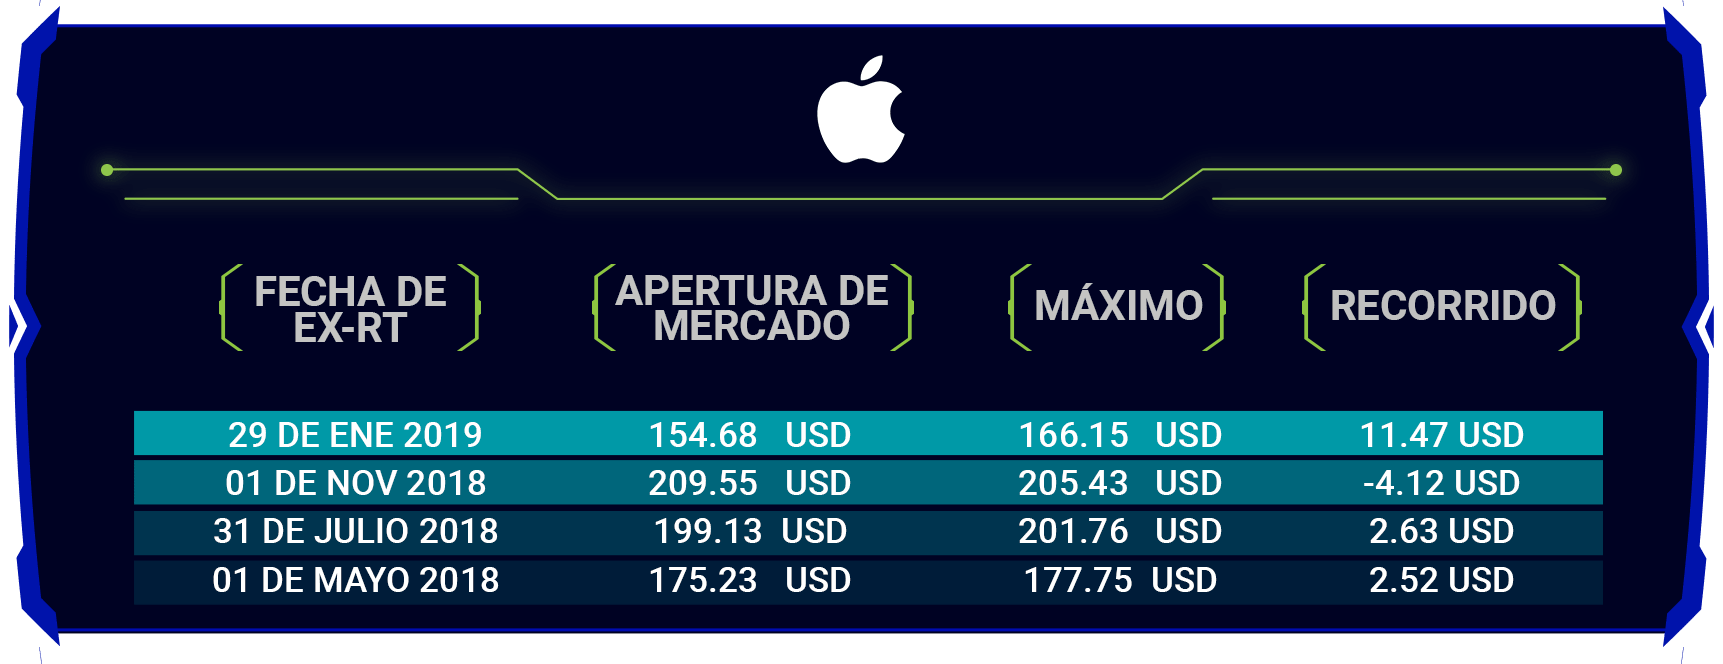 FECHA DE
EX-RT
APERTURA DE
MERCADO
MÁXIMO
RECORRIDO
29 DE ENE 2019 154.68 USD 166.15 USD 11.47 USD
01 DE NOV 2018 209.55 USD 205.43 USD -4.12 USD
31 DE JULIO 2018 199.13 USD 201.76 USD 2.63 USD
01 DE MAYO 2018 175.23 USD 177.75 USD 2.52 USD